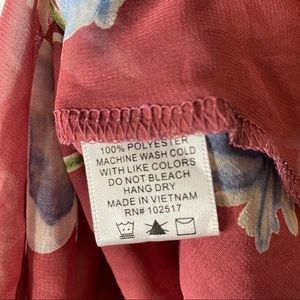 100% POLYESTER
MACHINE WASH COLD
WITH LIKE COLORS
DO NOT BLEACH
HANG DRY
MADE IN VIETNAM
RN# 102517